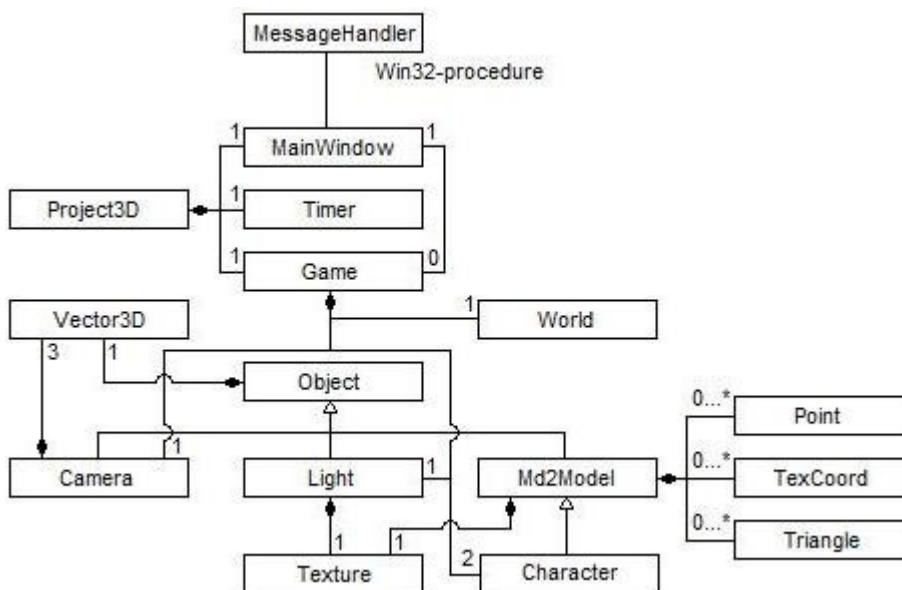 MessageHandler
Win32-procedure
1 1
MainWindow
Project3D
1
Timer
1 0
Game
Vector3D
1
World
3 1
Object
0...*
Point
1
Camera
Light
1
Md2Model
0...*
TexCoord
0...*
Triangle
1
Texture
1
2
Character